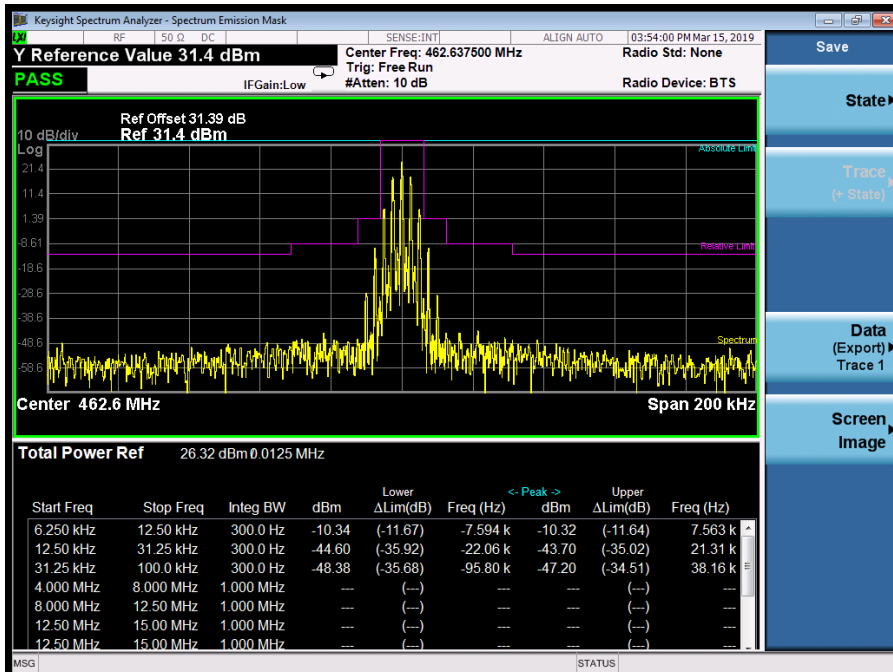 Keysight Spectrum Analyzer - Spectrum Emission Mask
LXI RF 50 Ω DC SENSE:INT ALIGN AUTO 03:54:00 PM Mar 15, 2019
Y Reference Value 31.4 dBm
Center Freq: 462.637500 MHz
Radio Std: None
Trig: Free Run
PASS
IFGain:Low
#Atten: 10 dB
Radio Device: BTS
Ref Offset 31.39 dB
10 dB/div Ref 31.4 dBm
Log
Absolute Limit
21.4
11.4
1.39
-8.61
Relative Limit
-18.6
-28.6
-38.6
-48.6
Spectrum
-58.6
Center 462.6 MHz Span 200 kHz
Total Power Ref 26.32 dBm 0.0125 MHz
Lower <- Peak -> Upper
Start Freq Stop Freq Integ BW dBm ΔLim(dB) Freq (Hz) dBm ΔLim(dB) Freq (Hz)
6.250 kHz 12.50 kHz 300.0 Hz -10.34 (-11.67) -7.594 k -10.32 (-11.64) 7.563 k
12.50 kHz 31.25 kHz 300.0 Hz -44.60 (-35.92) -22.06 k -43.70 (-35.02) 21.31 k
31.25 kHz 100.0 kHz 300.0 Hz -48.38 (-35.68) -95.80 k -47.20 (-34.51) 38.16 k
4.000 MHz 8.000 MHz 1.000 MHz --- (---) --- --- (---) ---
8.000 MHz 12.50 MHz 1.000 MHz --- (---) --- --- (---) ---
12.50 MHz 15.00 MHz 1.000 MHz --- (---) --- --- (---) ---
12.50 MHz 15.00 MHz 1.000 MHz --- (---) --- --- (---) ---
MSG STATUS
Save
State
Trace
(+ State)
Data
(Export)
Trace 1
Screen
Image